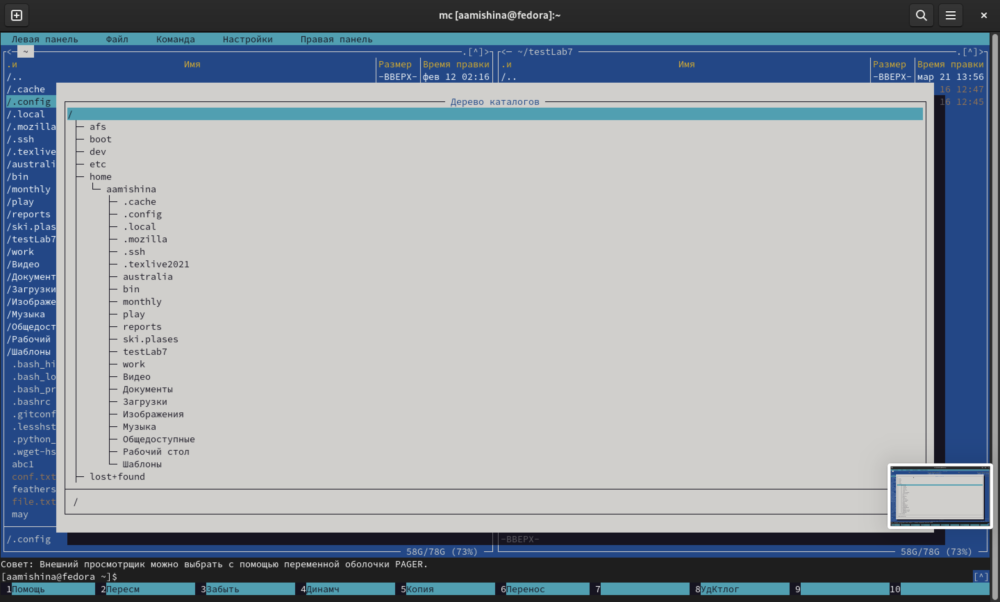 mc [aamishina@fedora]:~
Левая панель Файл Команда Настройки Правая панель
<─ ~ .[^]> <─ ~/testLab7 .[^]>
.и Имя Размер Время правки .и Имя Размер Время правки
/.. -ВВЕРХ- фев 12 02:16 /.. -ВВЕРХ- мар 21 13:56
/.cache 16 12:47
/.config Дерево каталогов 16 12:45
/.local /
/.mozilla afs
/.ssh boot
/.texlive dev
/australi etc
/bin home
/monthly aamishina
/play .cache
/reports .config
/ski.plas .local
/testLab7 .mozilla
/work .ssh
/Видео .texlive2021
/Документ australia
/Загрузки bin
/Изображе monthly
/Музыка play
/Общедост reports
/Рабочий ski.plases
/Шаблоны testLab7
.bash_hi work
.bash_lo Видео
.bash_pr Документы
.bashrc Загрузки
.gitconf Изображения
.lesshst Музыка
.python_ Общедоступные
.wget-hs Рабочий стол
abc1 Шаблоны
conf.txt lost+found
feathers
file.txt /
may
/.config -ВВЕРХ-
58G/78G (73%) 58G/78G (73%)
Совет: Внешний просмотрщик можно выбрать с помощью переменной оболочки PAGER.
[aamishina@fedora ~]$ [^]
1Помощь 2Пересм 3Забыть 4Динамч 5Копия 6Перенос 7 8УдКтлог 9 10